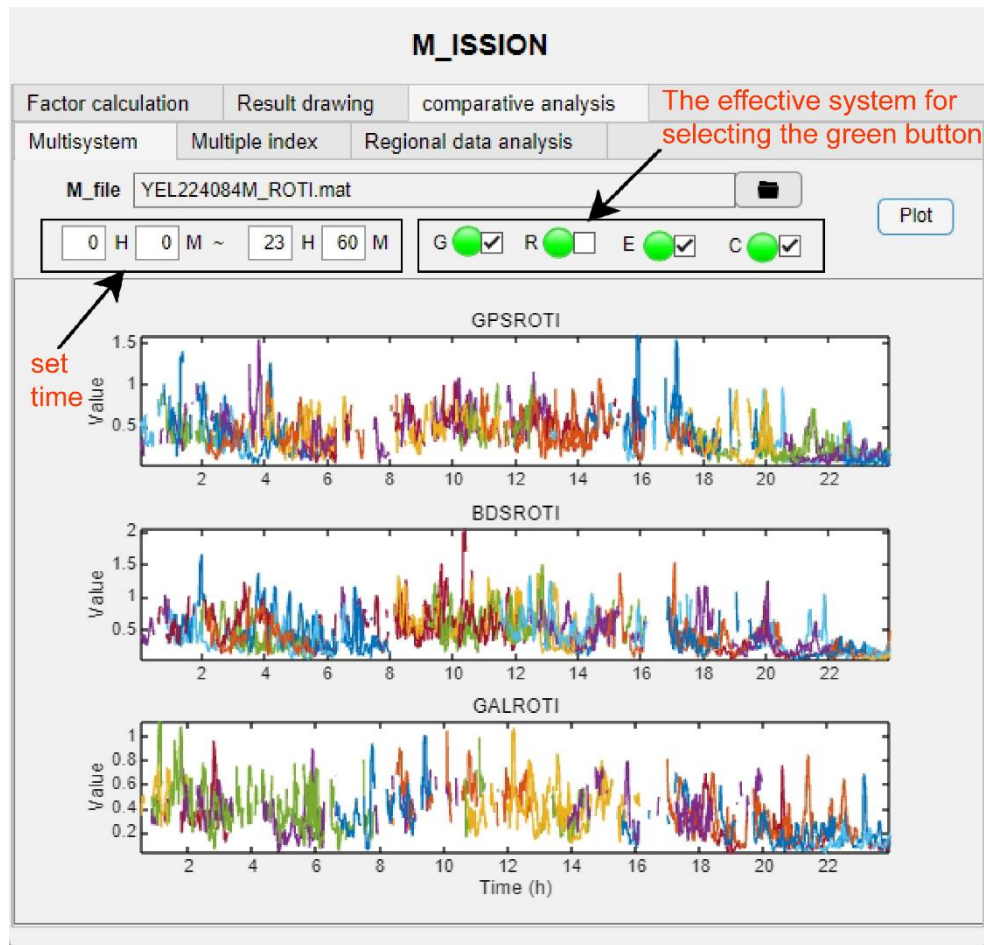 M_ISSION
Factor calculation Result drawing comparative analysis
The effective system for
selecting the green button
Multisystem Multiple index Regional data analysis
M_file YEL224084M_ROTI.mat
Plot
0 H 0 M ~ 23 H 60 M G R E C
set
time
GPSROTI
Value
1.5
1
0.5
2 4 6 8 10 12 14 16 18 20 22
BDSROTI
Value
2
1.5
1
0.5
2 4 6 8 10 12 14 16 18 20 22
GALROTI
Value
1
0.8
0.6
0.4
0.2
2 4 6 8 10 12 14 16 18 20 22
Time (h)